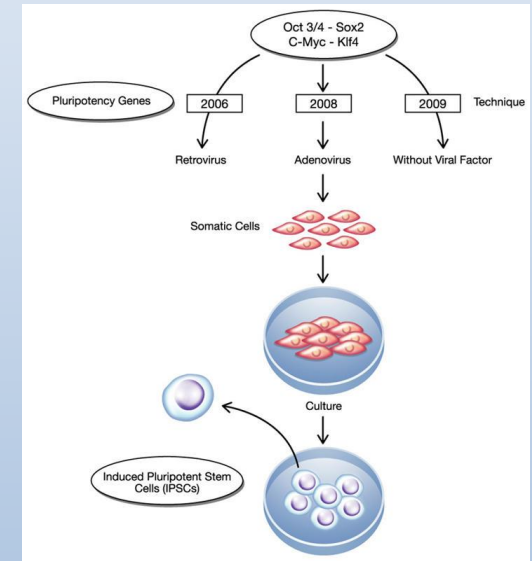 Oct 3/4 - Sox2
C-Myc - Klf4
Pluripotency Genes
2006
2008
2009
Technique
Retrovirus
Adenovirus
Without Viral Factor
Somatic Cells
Culture
Induced Pluripotent Stem
Cells (IPSCs)